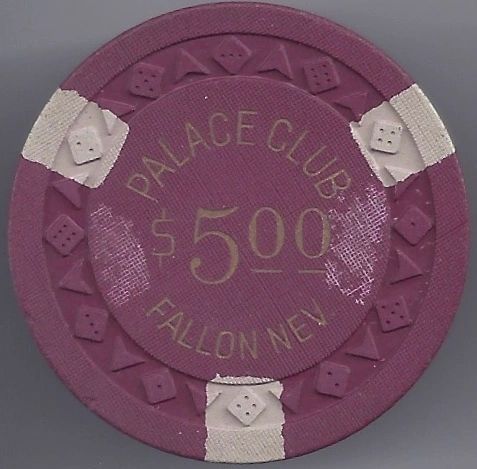 PALACE CLUB
$5.00
FALLON NEV